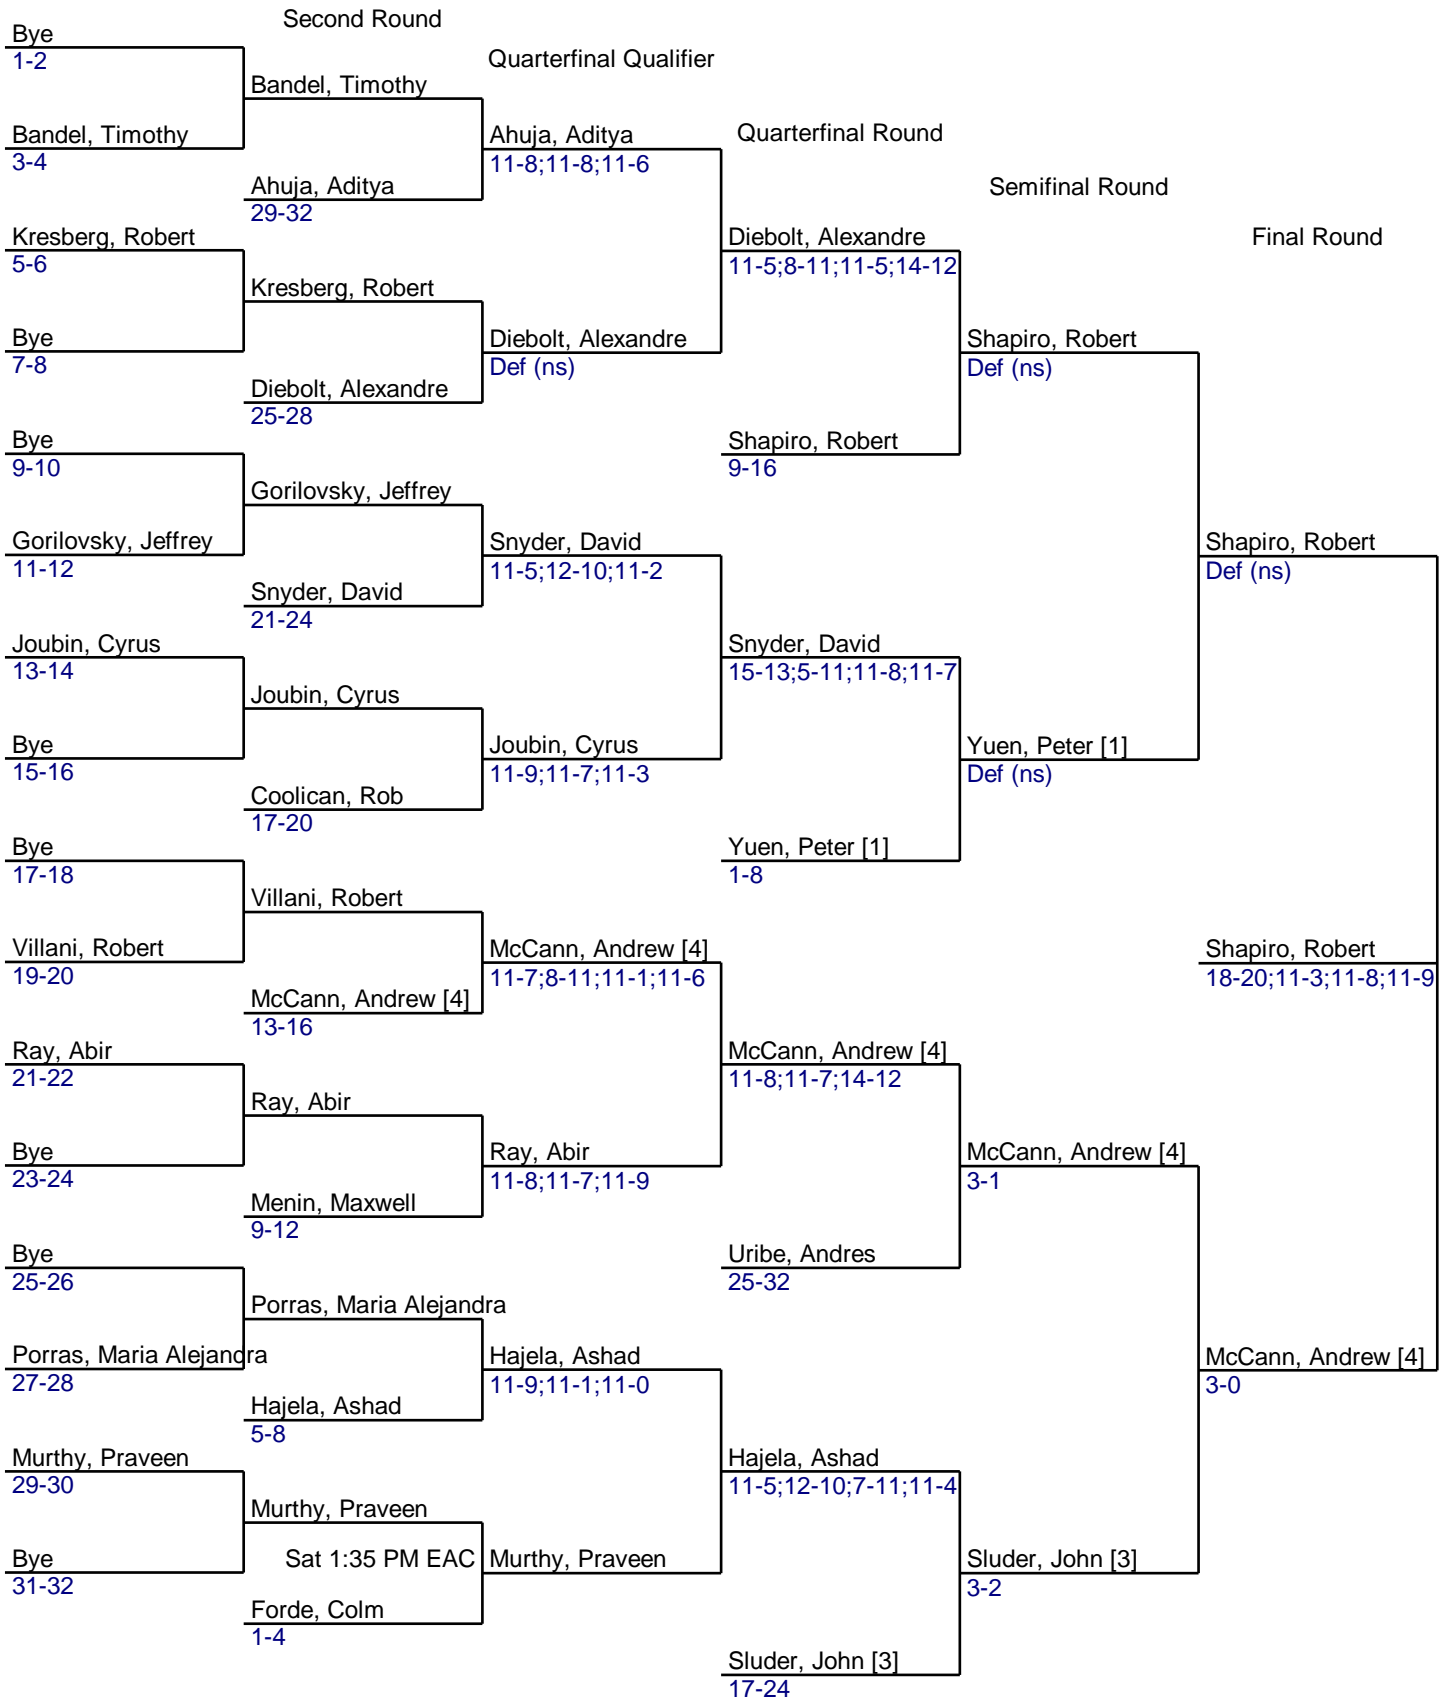 Second Round
Bye
1-2
Quarterfinal Qualifier
Bandel, Timothy
Bandel, Timothy
3-4
Ahuja, Aditya
11-8;11-8;11-6
Quarterfinal Round
Ahuja, Aditya
29-32
Semifinal Round
Kresberg, Robert
5-6
Diebolt, Alexandre
11-5;8-11;11-5;14-12
Final Round
Kresberg, Robert
Bye
7-8
Diebolt, Alexandre
Def (ns)
Shapiro, Robert
Def (ns)
Diebolt, Alexandre
25-28
Bye
9-10
Shapiro, Robert
9-16
Gorilovsky, Jeffrey
Gorilovsky, Jeffrey
11-12
Snyder, David
11-5;12-10;11-2
Shapiro, Robert
Def (ns)
Snyder, David
21-24
Joubin, Cyrus
13-14
Snyder, David
15-13;5-11;11-8;11-7
Joubin, Cyrus
Bye
15-16
Joubin, Cyrus
11-9;11-7;11-3
Yuen, Peter [1]
Def (ns)
Coolican, Rob
17-20
Bye
17-18
Yuen, Peter [1]
1-8
Villani, Robert
Villani, Robert
19-20
McCann, Andrew [4]
11-7;8-11;11-1;11-6
Shapiro, Robert
18-20;11-3;11-8;11-9
McCann, Andrew [4]
13-16
Ray, Abir
21-22
McCann, Andrew [4]
11-8;11-7;14-12
Ray, Abir
Bye
23-24
Ray, Abir
11-8;11-7;11-9
McCann, Andrew [4]
3-1
Menin, Maxwell
9-12
Bye
25-26
Uribe, Andres
25-32
Porras, Maria Alejandra
Porras, Maria Alejandra
27-28
Hajela, Ashad
11-9;11-1;11-0
McCann, Andrew [4]
3-0
Hajela, Ashad
5-8
Murthy, Praveen
29-30
Hajela, Ashad
11-5;12-10;7-11;11-4
Murthy, Praveen
Bye
31-32
Sat 1:35 PM EAC
Murthy, Praveen
Sluder, John [3]
3-2
Forde, Colm
1-4
Sluder, John [3]
17-24